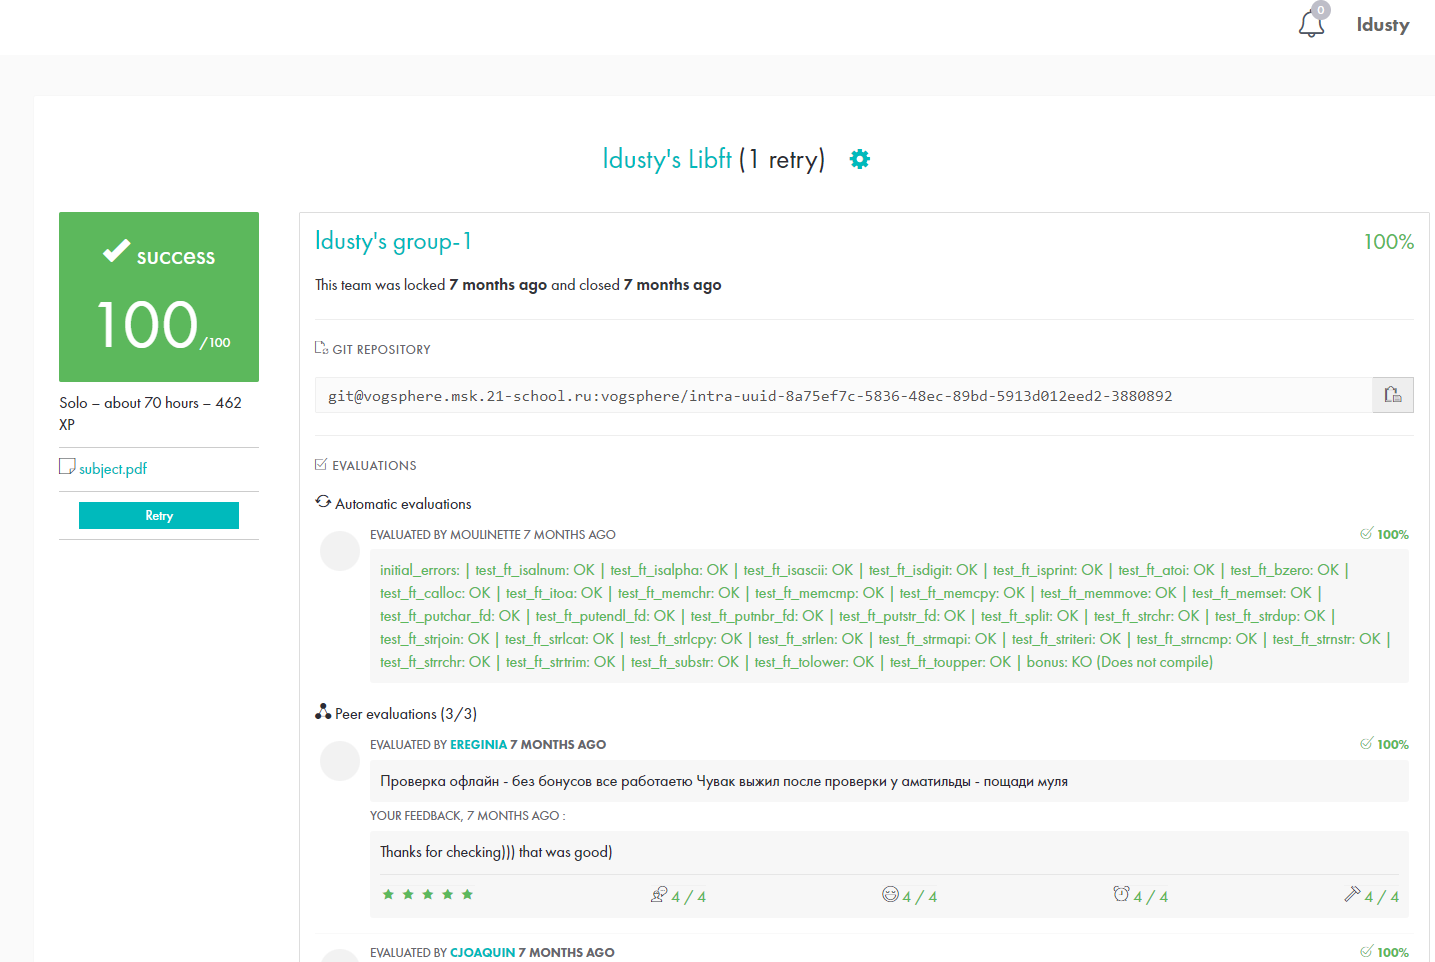 0
ldusty
ldusty's Libft (1 retry)
success
100/100
Solo – about 70 hours – 462
XP
subject.pdf
Retry
ldusty's group-1
100%
This team was locked 7 months ago and closed 7 months ago
GIT REPOSITORY
git@vogsphere.msk.21-school.ru:vogsphere/intra-uuid-8a75ef7c-5836-48ec-89bd-5913d012eed2-3880892
EVALUATIONS
Automatic evaluations
EVALUATED BY MOULINETTE 7 MONTHS AGO
100%
initial_errors: | test_ft_isalnum: OK | test_ft_isalpha: OK | test_ft_isascii: OK | test_ft_isdigit: OK | test_ft_isprint: OK | test_ft_atoi: OK | test_ft_bzero: OK |
test_ft_calloc: OK | test_ft_itoa: OK | test_ft_memchr: OK | test_ft_memcmp: OK | test_ft_memcpy: OK | test_ft_memmove: OK | test_ft_memset: OK |
test_ft_putchar_fd: OK | test_ft_putendl_fd: OK | test_ft_putnbr_fd: OK | test_ft_putstr_fd: OK | test_ft_split: OK | test_ft_strchr: OK | test_ft_strdup: OK |
test_ft_strjoin: OK | test_ft_strlcat: OK | test_ft_strlcpy: OK | test_ft_strlen: OK | test_ft_strmapi: OK | test_ft_striteri: OK | test_ft_strncmp: OK | test_ft_strnstr: OK |
test_ft_strrchr: OK | test_ft_strtrim: OK | test_ft_substr: OK | test_ft_tolower: OK | test_ft_toupper: OK | bonus: KO (Does not compile)
Peer evaluations (3/3)
EVALUATED BY EREGINIA 7 MONTHS AGO
100%
Проверка офлайн - без бонусов все работаетю Чувак выжил после проверки у аматильды - пощади муля
YOUR FEEDBACK, 7 MONTHS AGO :
Thanks for checking))) that was good)
4 / 4
4 / 4
4 / 4
4 / 4
EVALUATED BY CJOAQUIN 7 MONTHS AGO
100%